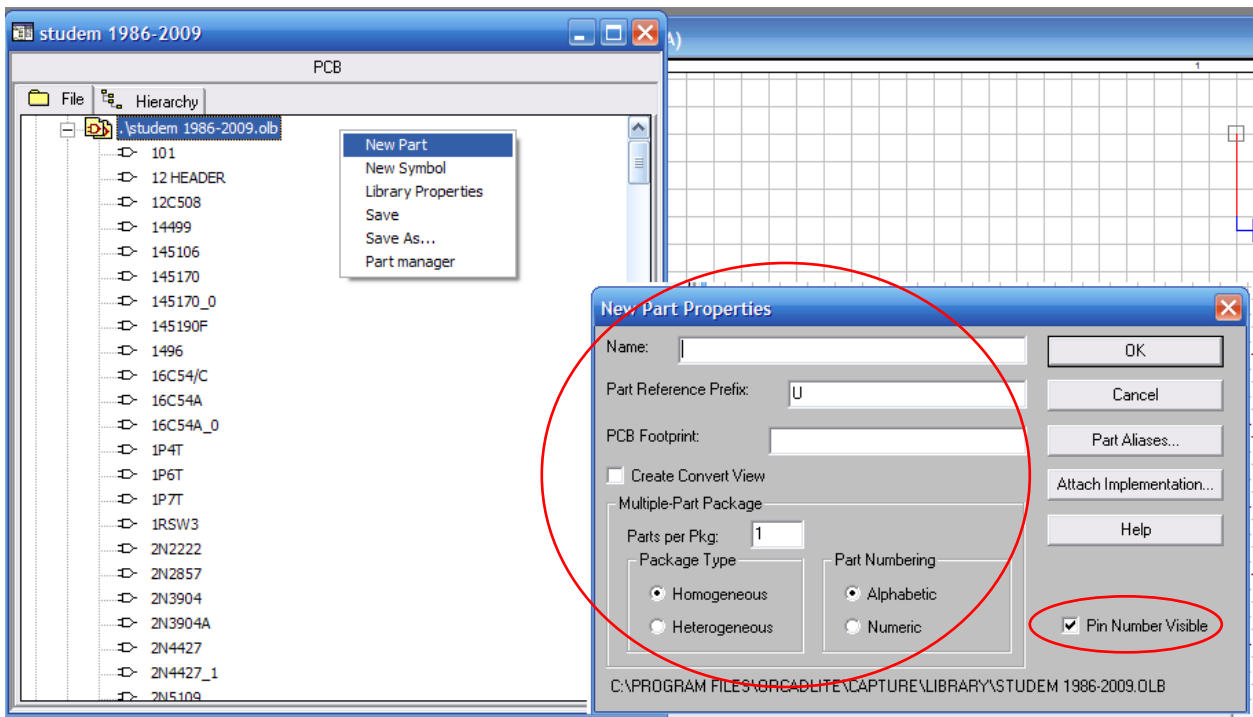 studem 1986-2009
A)
PCB
1
File
Hierarchy
.\studem 1986-2009.olb
101
12 HEADER
12C508
14499
145106
145170
145170_0
145190F
1496
16C54/C
16C54A
16C54A_0
1P4T
1P6T
1P7T
1RSW3
2N2222
2N2857
2N3904
2N3904A
2N4427
2N4427_1
2N5109
New Part
New Symbol
Library Properties
Save
Save As...
Part manager
New Part Properties
Name:
OK
Part Reference Prefix: U
Cancel
PCB Footprint:
Part Aliases...
Create Convert View
Attach Implementation...
Multiple-Part Package
Parts per Pkg: 1
Help
Package Type
Part Numbering
Homogeneous
Alphabetic
Heterogeneous
Numeric
Pin Number Visible
C:\PROGRAM FILES\ORCADLITE\CAPTURE\LIBRARY\STUDEM 1986-2009.OLB